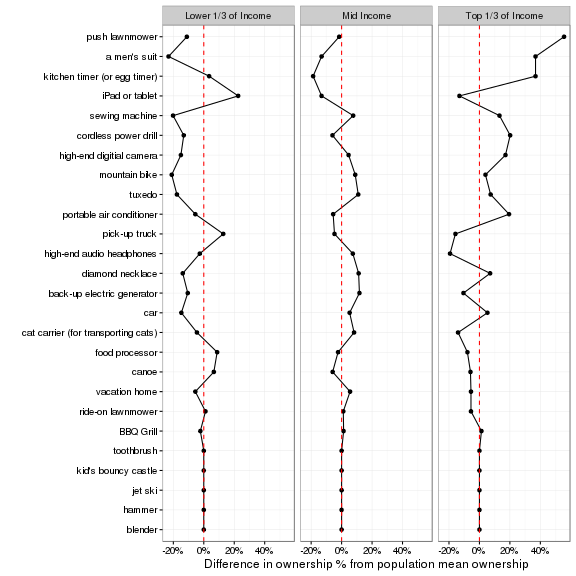 Lower 1/3 of Income
Mid Income
Top 1/3 of Income
push lawnmower
a men's suit
kitchen timer (or egg timer)
iPad or tablet
sewing machine
cordless power drill
high-end digitial camera
mountain bike
tuxedo
portable air conditioner
pick-up truck
high-end audio headphones
diamond necklace
back-up electric generator
car
cat carrier (for transporting cats)
food processor
canoe
vacation home
ride-on lawnmower
BBQ Grill
toothbrush
kid's bouncy castle
jet ski
hammer
blender
-20% 0% 20% 40%
-20% 0% 20% 40%
-20% 0% 20% 40%
Difference in ownership % from population mean ownership